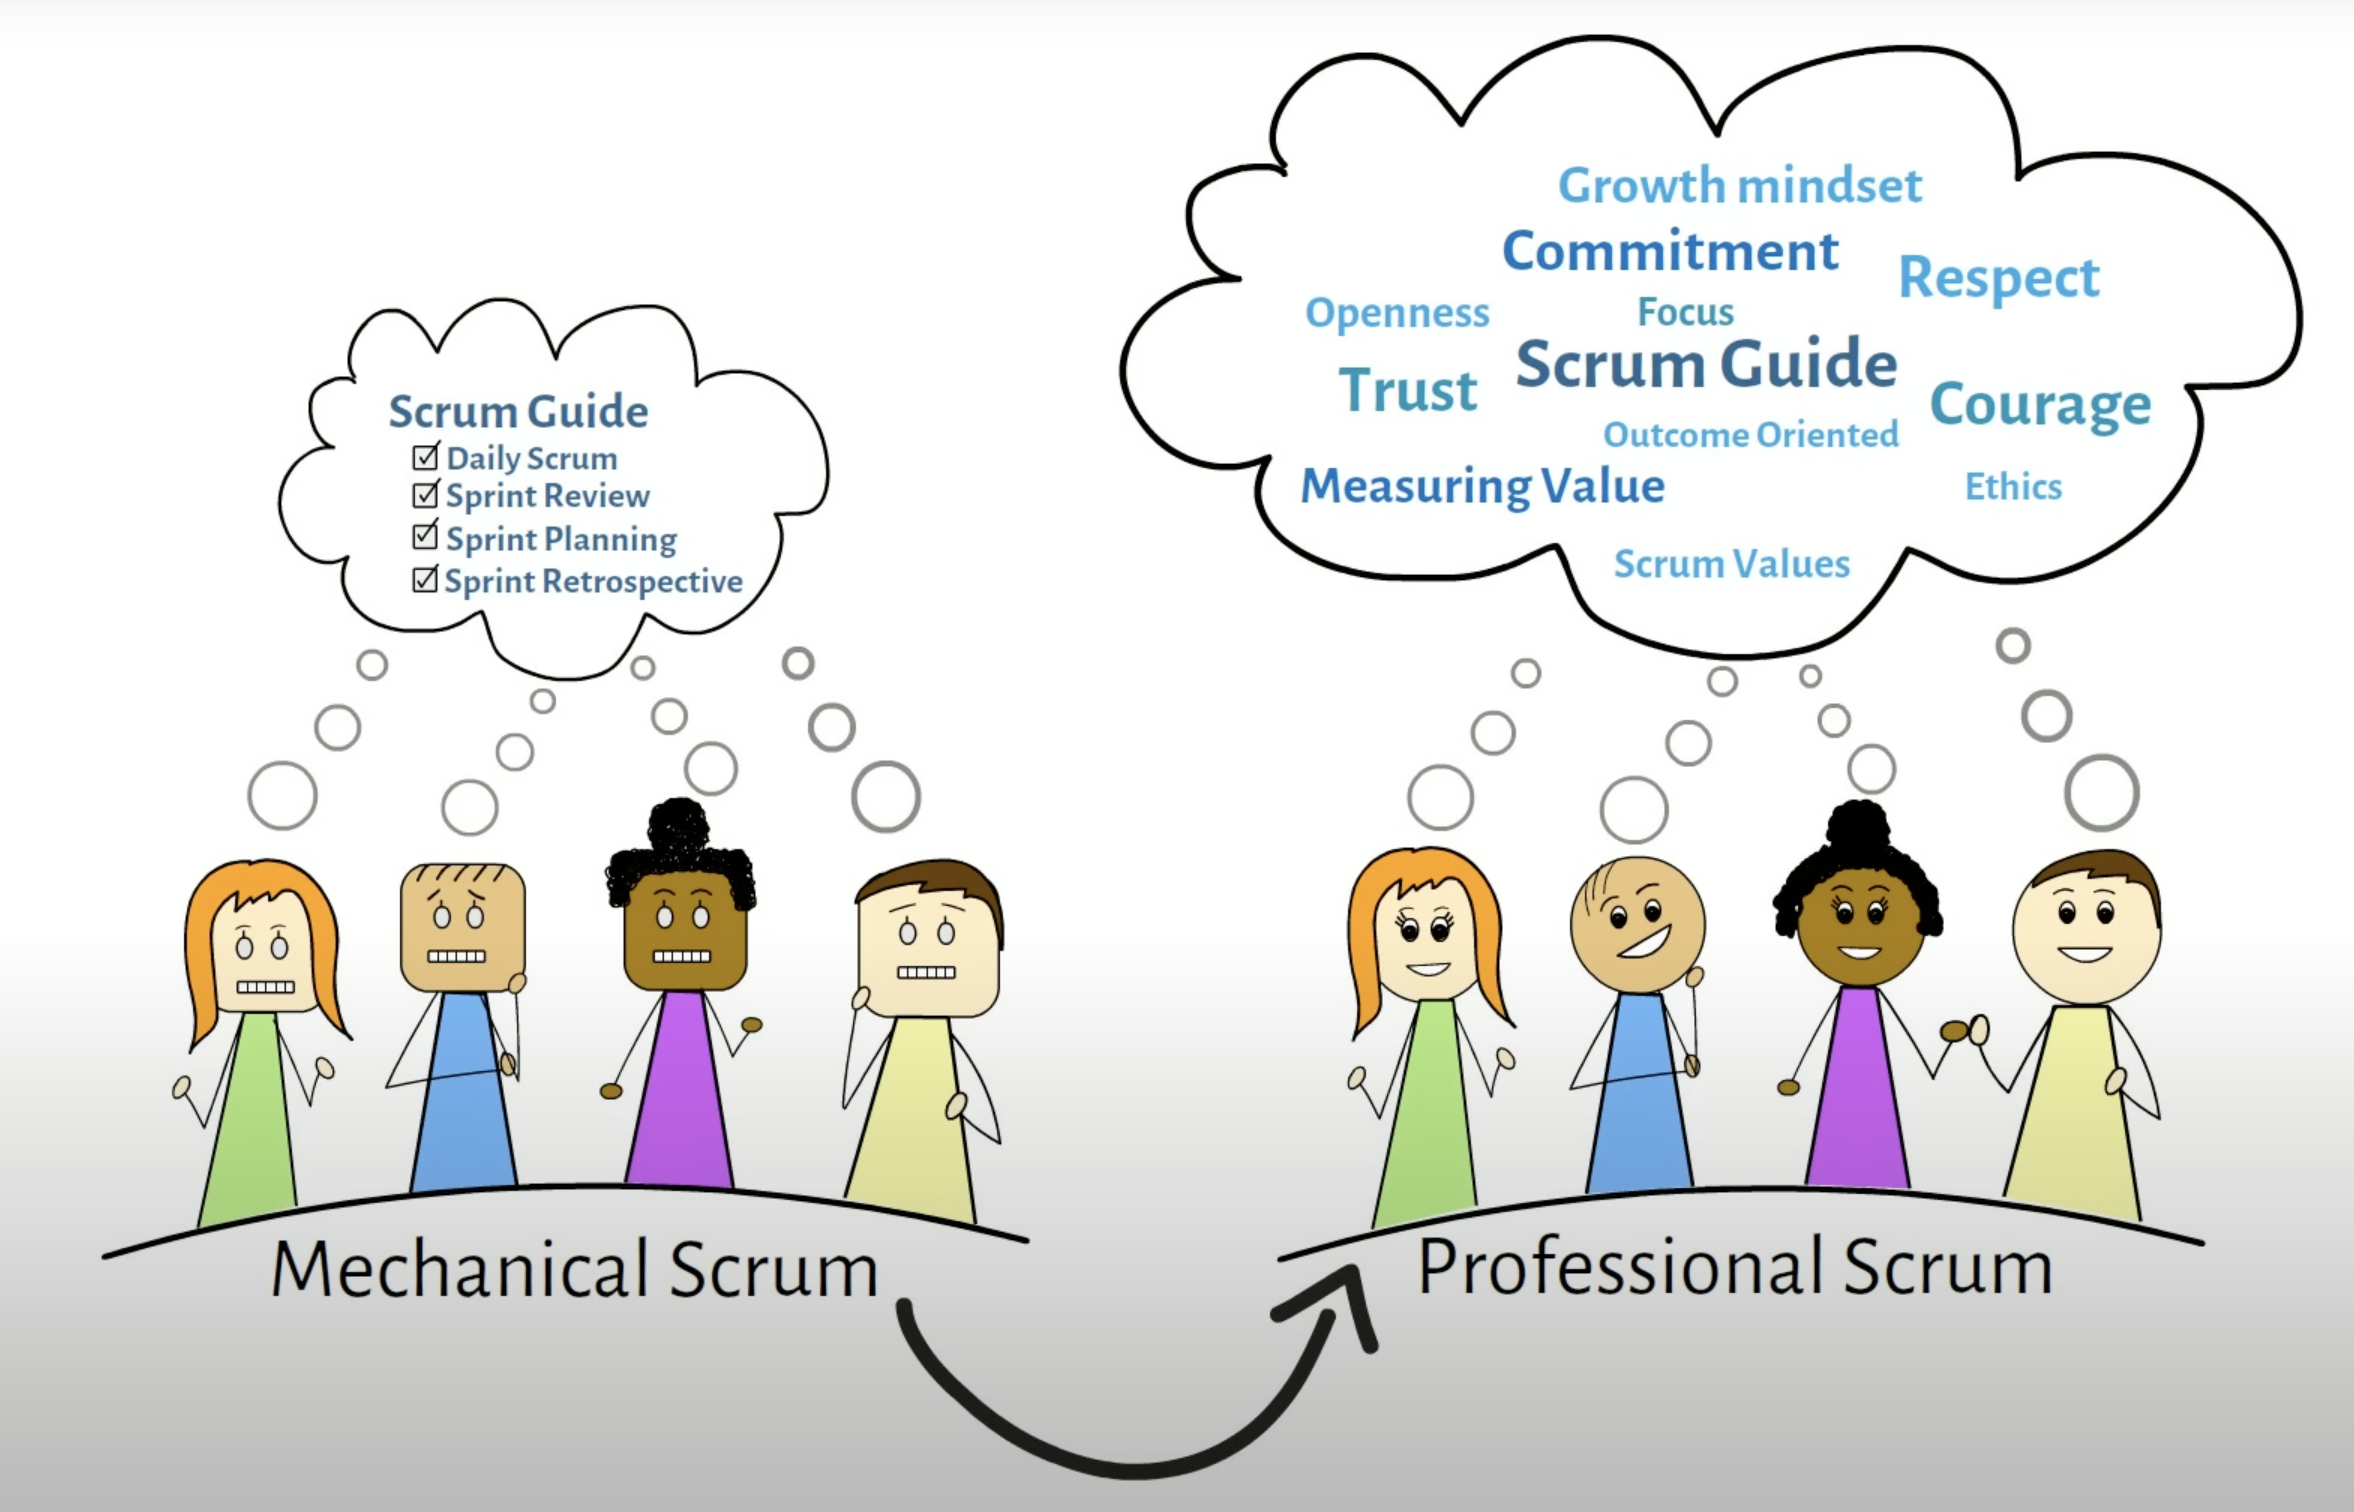 Scrum Guide
Daily Scrum
Sprint Review
Sprint Planning
Sprint Retrospective
Mechanical Scrum
Growth mindset
Commitment
Respect
Openness
Focus
Scrum Guide
Trust
Courage
Outcome Oriented
Measuring Value
Ethics
Scrum Values
Professional Scrum